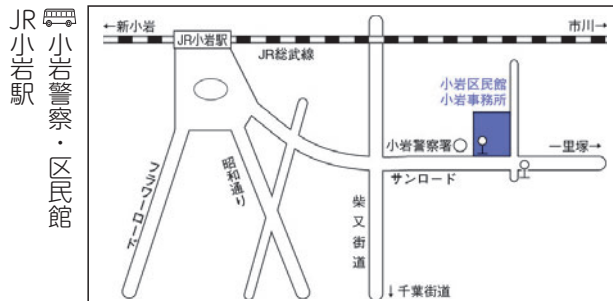 JR小岩駅
小岩警察・区民館
←新小岩
市川→
JR小岩駅
JR総武線
小岩区民館
小岩事務所
小岩警察署
一里塚→
サンロード
フラワーロード
昭和通り
柴又街道
↓千葉街道